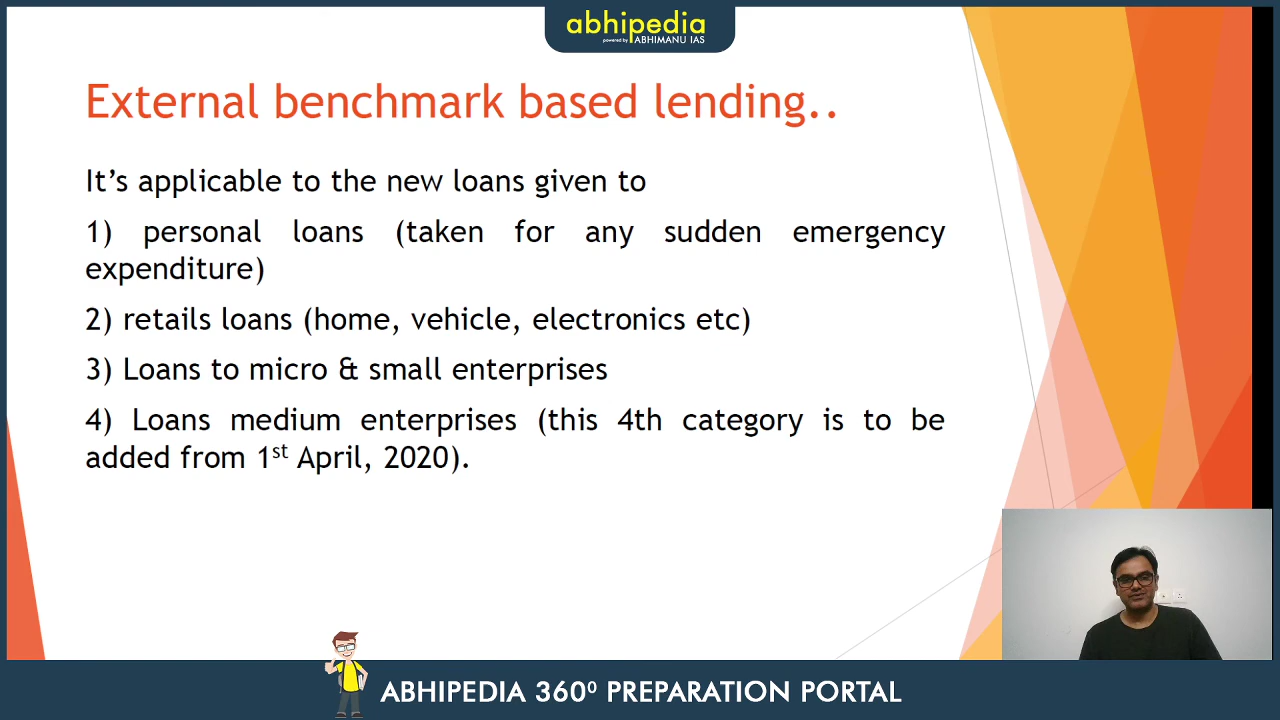 abhipedia
powered by ABHIMANU IAS
External benchmark based lending..
It's applicable to the new loans given to
1) personal loans (taken for any sudden emergency
expenditure)
2) retails loans (home, vehicle, electronics etc)
3) Loans to micro & small enterprises
4) Loans medium enterprises (this 4th category is to be
added from 1st April, 2020).
ABHIPEDIA 360⁰ PREPARATION PORTAL